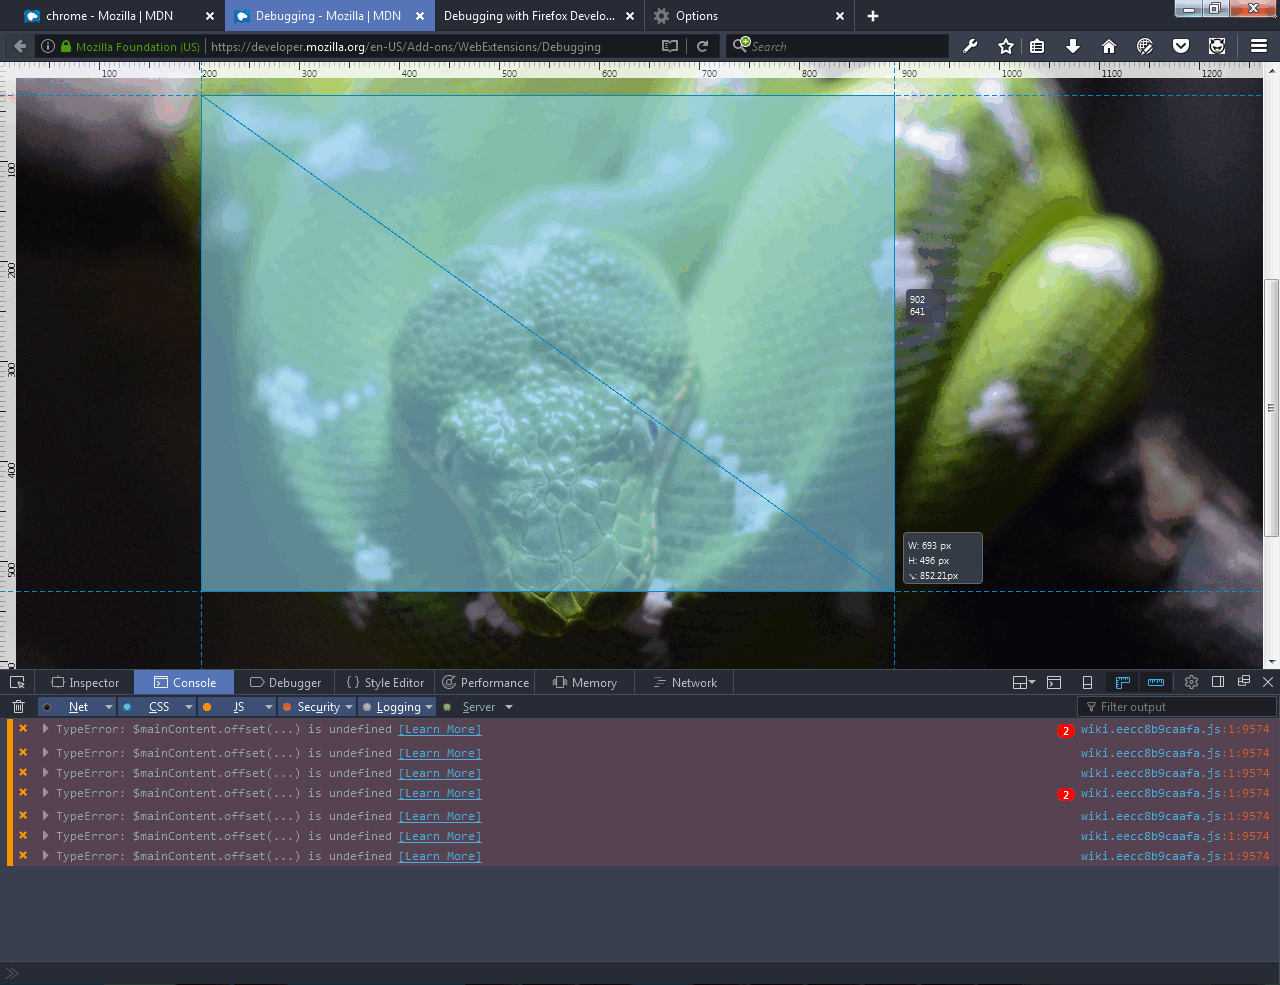 chrome - Mozilla | MDN
Debugging - Mozilla | MDN
Debugging with Firefox Develo...
Options
Mozilla Foundation (US)
https://developer.mozilla.org/en-US/Add-ons/WebExtensions/Debugging
Search
100 200 300 400 500 600 700 800 900 1000 1100 1200
100
200
300
400
500
902
641
W: 693 px
H: 496 px
↘: 852.21px
Inspector
Console
Debugger
{ } Style Editor
Performance
Memory
Network
Net
CSS
JS
Security
Logging
Server
Filter output
TypeError: $mainContent.offset(...) is undefined [Learn More] 2 wiki.eecc8b9caafa.js:1:9574
TypeError: $mainContent.offset(...) is undefined [Learn More] wiki.eecc8b9caafa.js:1:9574
TypeError: $mainContent.offset(...) is undefined [Learn More] wiki.eecc8b9caafa.js:1:9574
TypeError: $mainContent.offset(...) is undefined [Learn More] 2 wiki.eecc8b9caafa.js:1:9574
TypeError: $mainContent.offset(...) is undefined [Learn More] wiki.eecc8b9caafa.js:1:9574
TypeError: $mainContent.offset(...) is undefined [Learn More] wiki.eecc8b9caafa.js:1:9574
TypeError: $mainContent.offset(...) is undefined [Learn More] wiki.eecc8b9caafa.js:1:9574